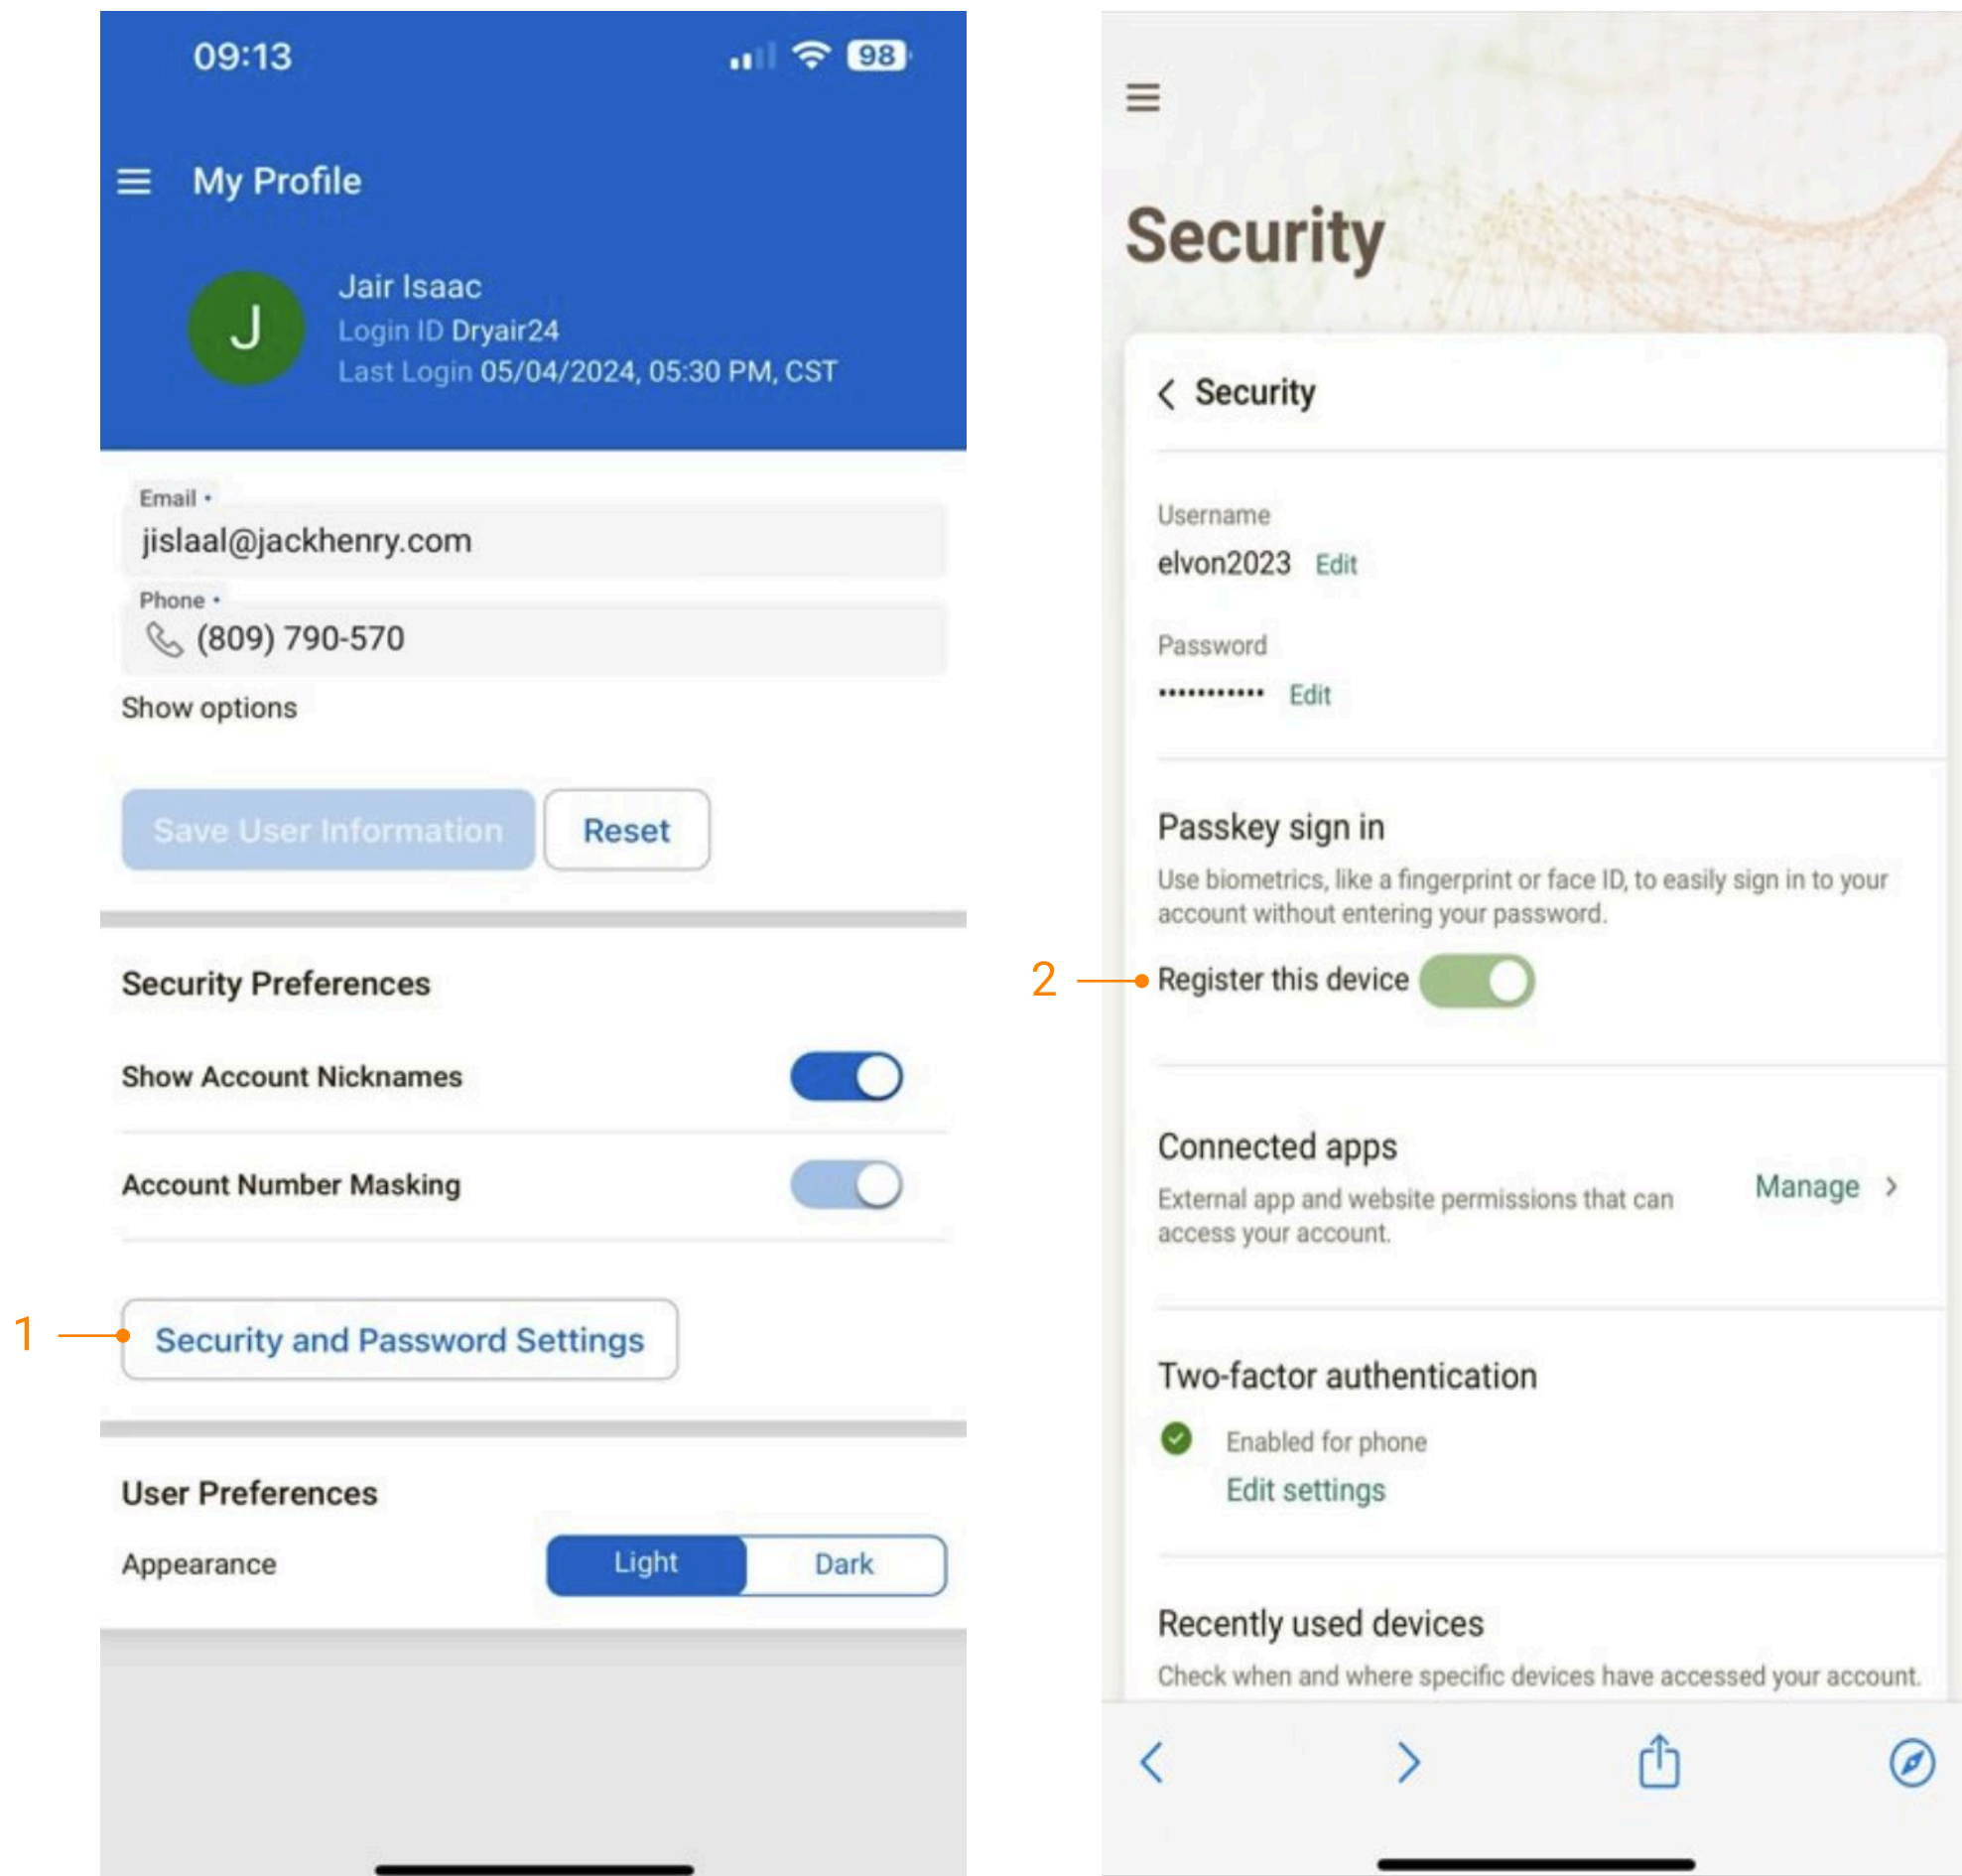 09:13
98
My Profile
J
Jair Isaac
Login ID Dryair24
Last Login 05/04/2024, 05:30 PM, CST
Email •
jislaal@jackhenry.com
Phone •
(809) 790-570
Show options
Save User Information
Reset
Security Preferences
Show Account Nicknames
Account Number Masking
1
Security and Password Settings
User Preferences
Appearance
Light
Dark
Security
Security
Username
elvon2023 Edit
Password
••••••••••• Edit
Passkey sign in
Use biometrics, like a fingerprint or face ID, to easily sign in to your
account without entering your password.
2
Register this device
Connected apps
External app and website permissions that can
access your account.
Manage
Two-factor authentication
Enabled for phone
Edit settings
Recently used devices
Check when and where specific devices have accessed your account.